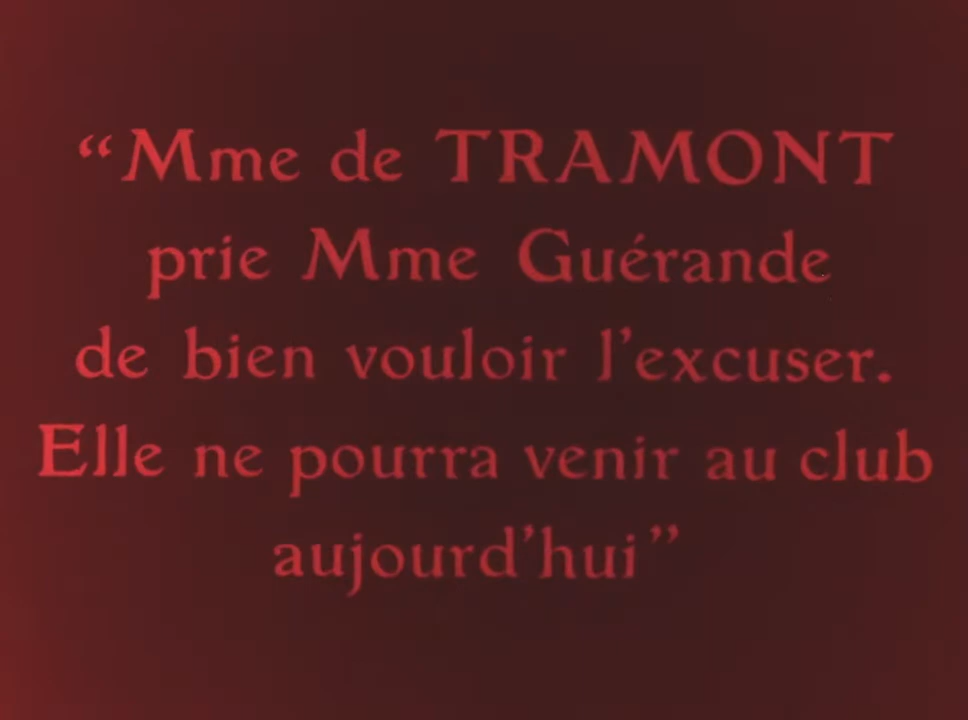 “Mme de TRAMONT
prie Mme Guérande
de bien vouloir l’excuser.
Elle ne pourra venir au club
aujourd’hui”